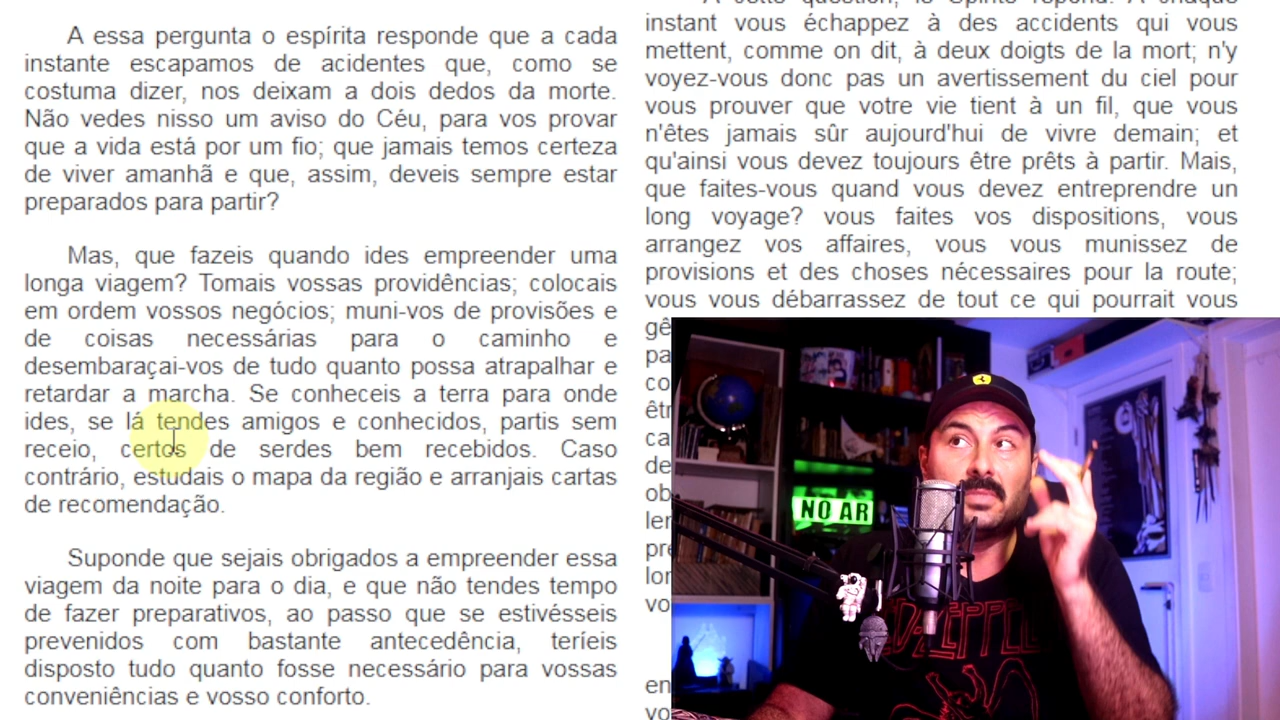 A essa pergunta o espírita responde que a cada
instante escapamos de acidentes que, como se
costuma dizer, nos deixam a dois dedos da morte.
Não vedes nisso um aviso do Céu, para vos provar
que a vida está por um fio; que jamais temos certeza
de viver amanhã e que, assim, deveis sempre estar
preparados para partir?
Mas, que fazeis quando ides empreender uma
longa viagem? Tomais vossas providências; colocais
em ordem vossos negócios; muni-vos de provisões e
de coisas necessárias para o caminho e
desembaraçai-vos de tudo quanto possa atrapalhar e
retardar a marcha. Se conheceis a terra para onde
ides, se lá tendes amigos e conhecidos, partis sem
receio, certos de serdes bem recebidos. Caso
contrário, estudais o mapa da região e arranjais cartas
de recomendação.
Suponde que sejais obrigados a empreender essa
viagem da noite para o dia, e que não tendes tempo
de fazer preparativos, ao passo que se estivésseis
prevenidos com bastante antecedência, teríeis
disposto tudo quanto fosse necessário para vossas
conveniências e vosso conforto.
A cette question, le Spirite répond: A chaque
instant vous échappez à des accidents qui vous
mettent, comme on dit, à deux doigts de la mort; n'y
voyez-vous donc pas un avertissement du ciel pour
vous prouver que votre vie tient à un fil, que vous
n'êtes jamais sûr aujourd'hui de vivre demain; et
qu'ainsi vous devez toujours être prêts à partir. Mais,
que faites-vous quand vous devez entreprendre un
long voyage? vous faites vos dispositions, vous
arrangez vos affaires, vous vous munissez de
provisions et des choses nécessaires pour la route;
vous vous débarrassez de tout ce qui pourrait vous
NO AR